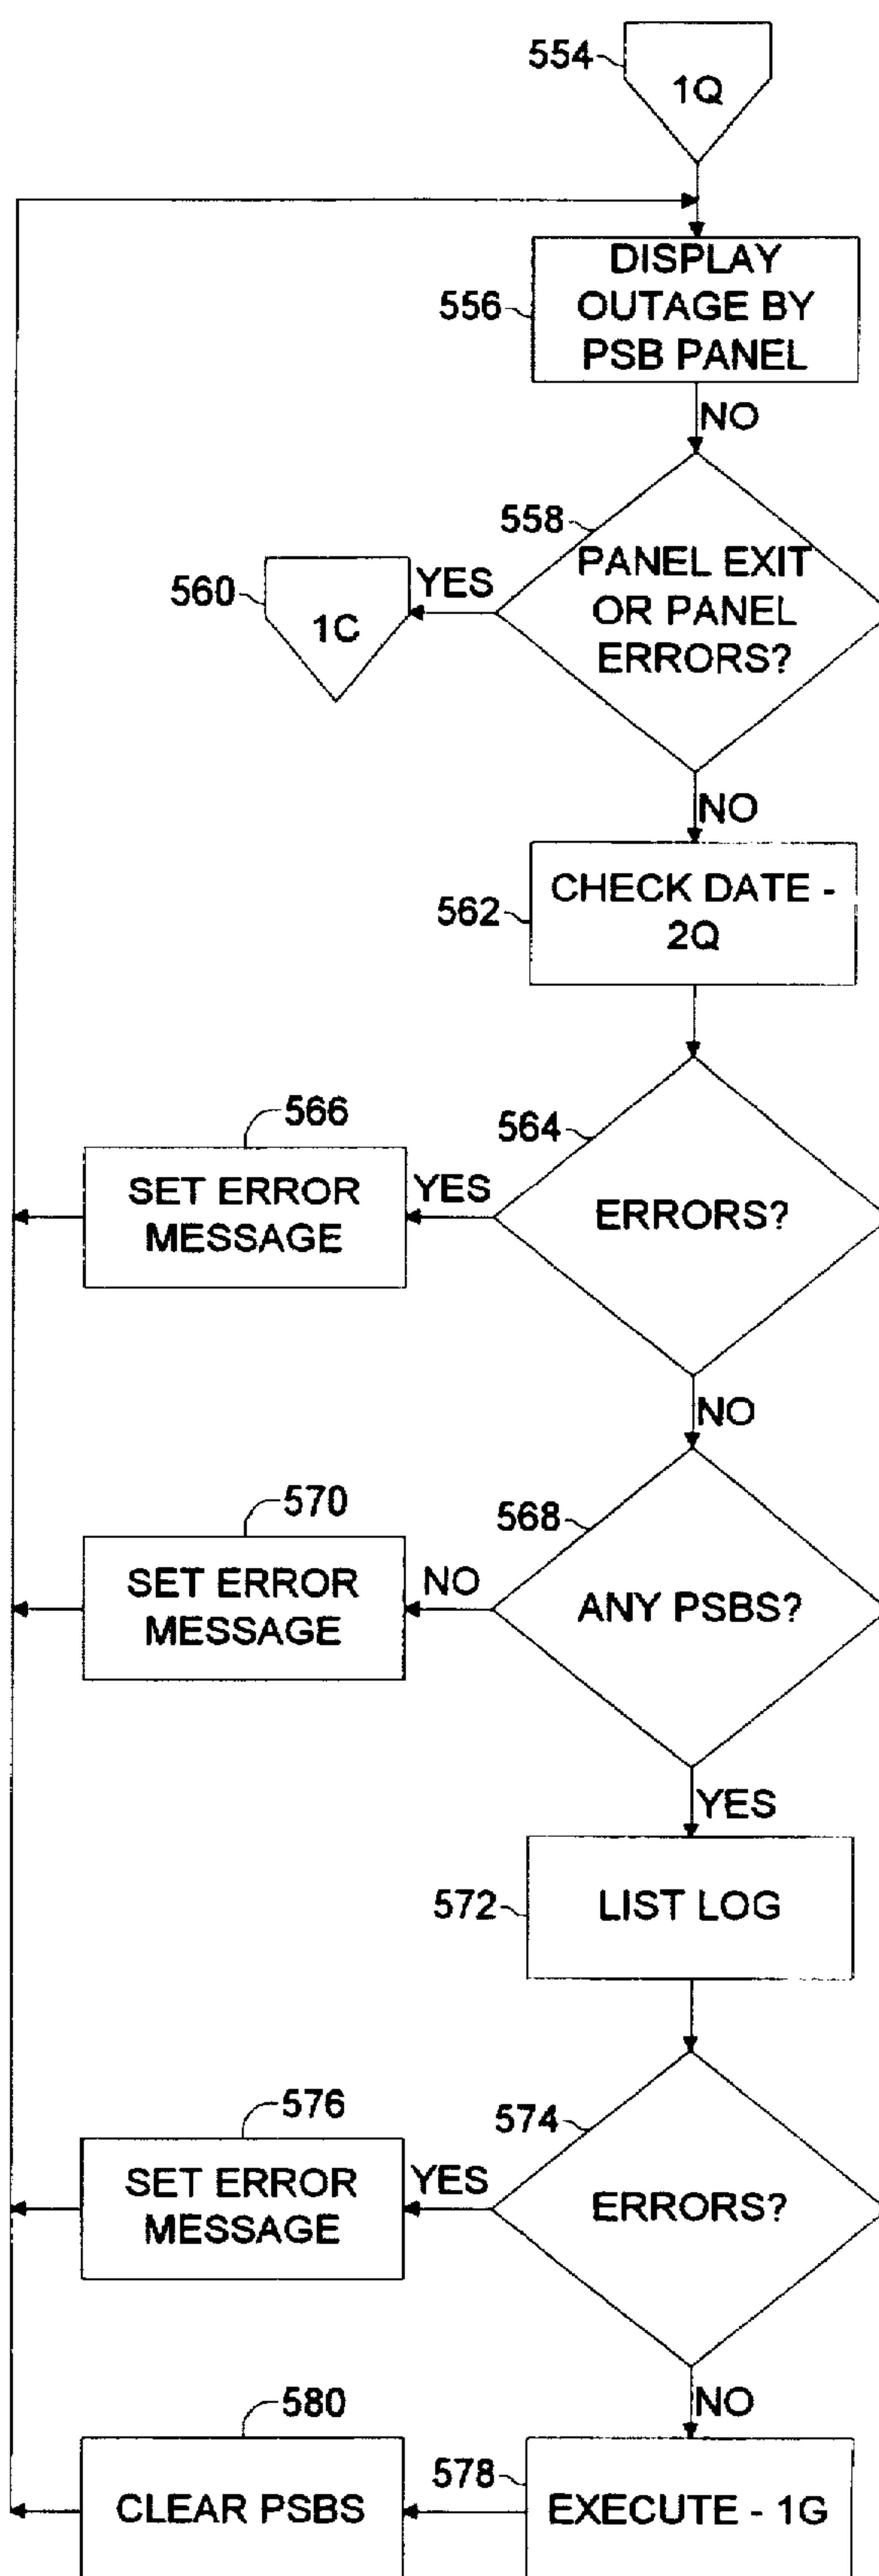 554
1Q
DISPLAY
OUTAGE BY
PSB PANEL
556
NO
558
PANEL EXIT
OR PANEL
ERRORS?
YES
560
1C
NO
CHECK DATE -
2Q
562
566
564
SET ERROR
MESSAGE
YES
ERRORS?
NO
570
568
SET ERROR
MESSAGE
NO
ANY PSBS?
YES
572
LIST LOG
576
574
SET ERROR
MESSAGE
YES
ERRORS?
NO
580
578
CLEAR PSBS
EXECUTE - 1G